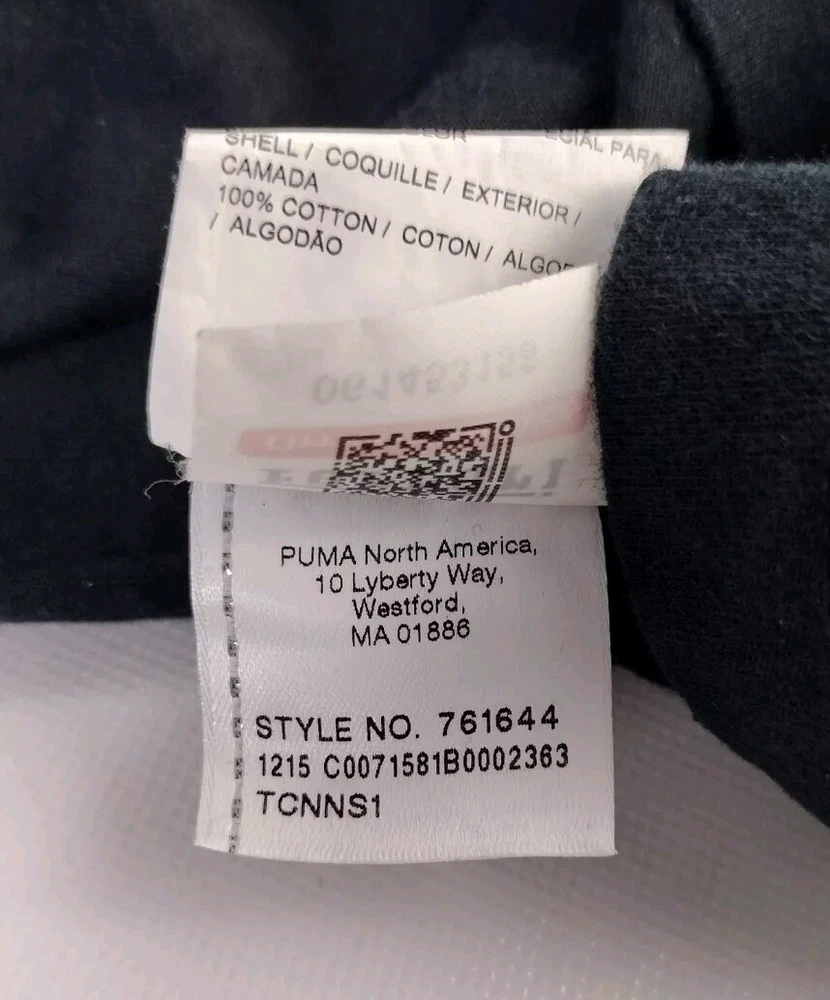 SHELL / COQUILLE / EXTERIOR /
CAMADA
100% COTTON / COTON /
/ ALGODÃO
PUMA North America,
10 Lyberty Way,
Westford,
MA 01886
STYLE NO. 761644
1215 C0071581B0002363
TCNNS1